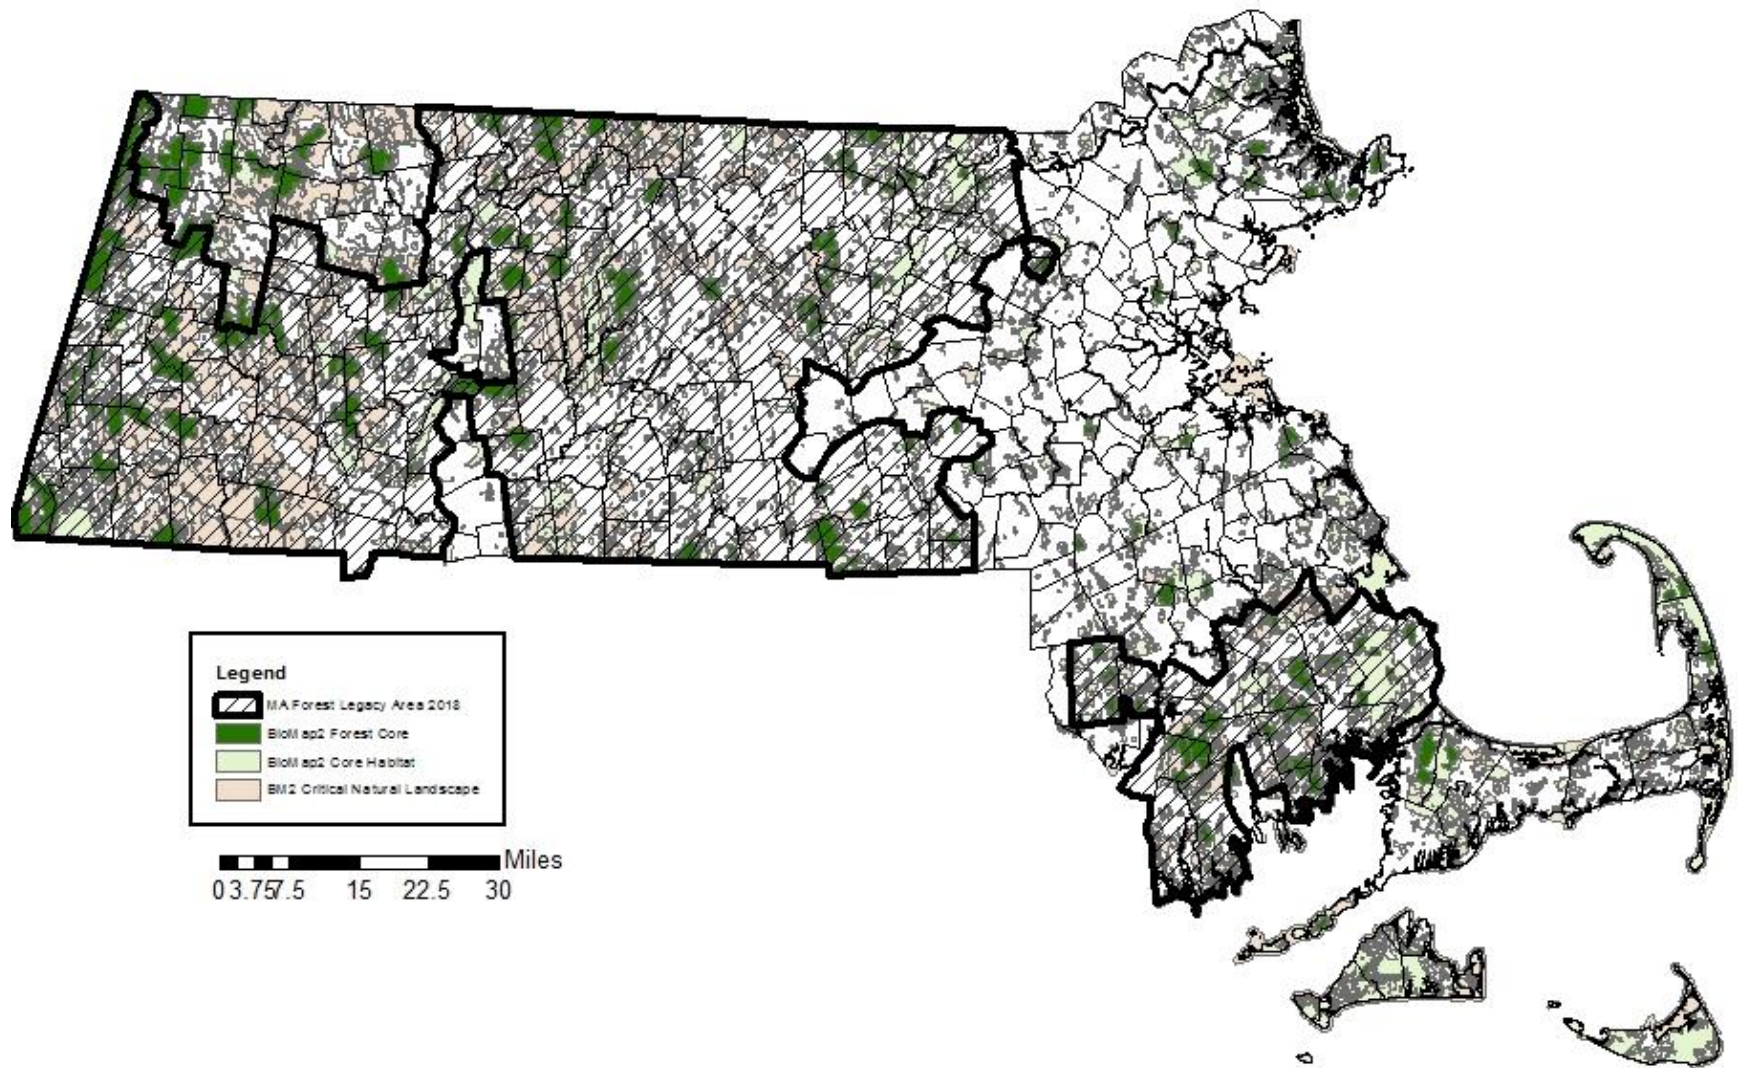 Legend
MA Forest Legacy Area 2018
BioMap2 Forest Core
BioMap2 Core Habitat
BM2 Critical Natural Landscape
Miles
0 3.75 7.5 15 22.5 30